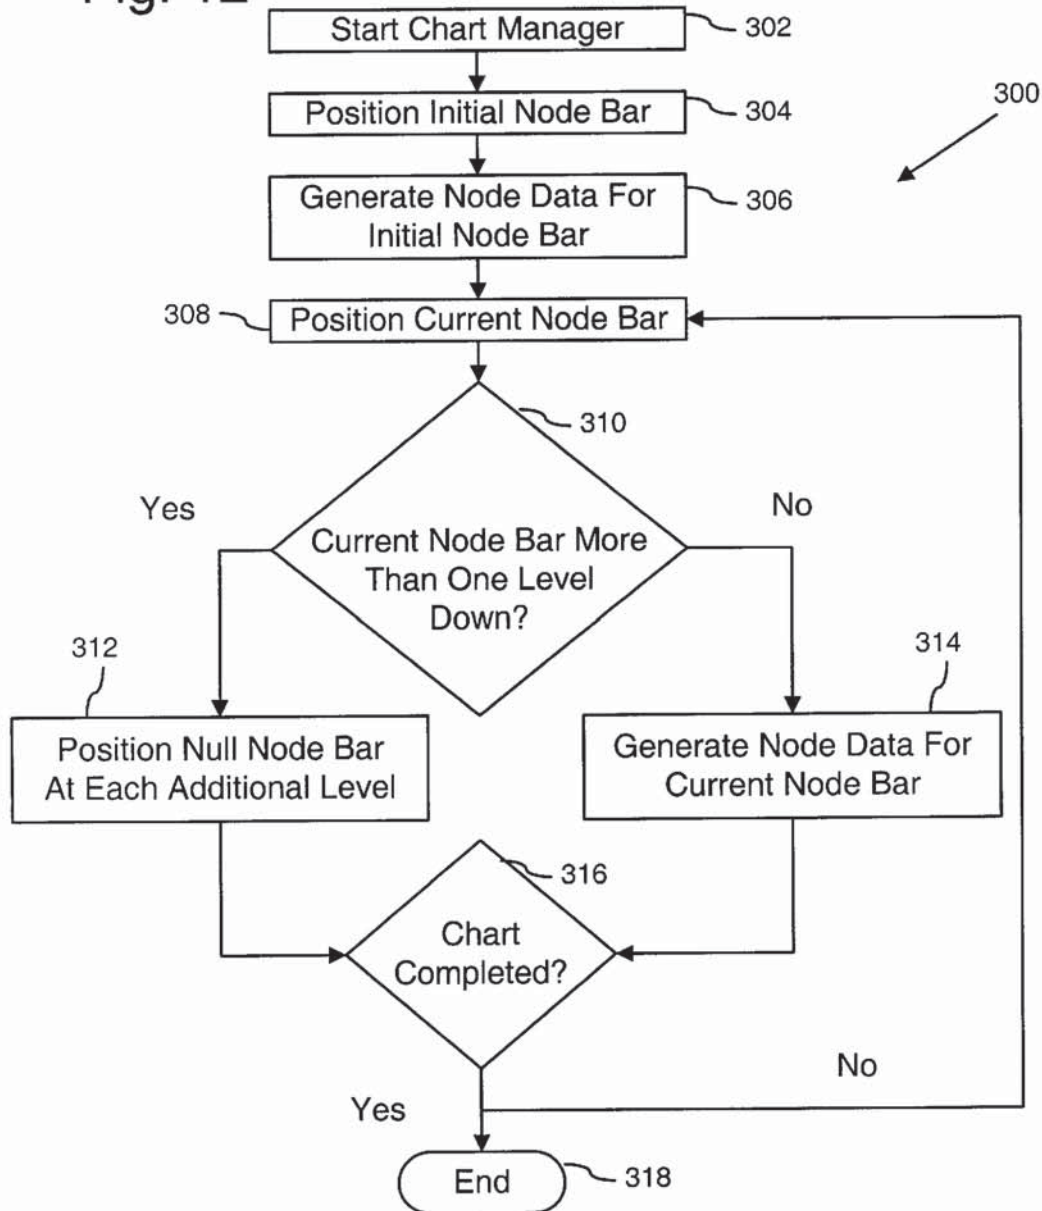 Start Chart Manager
302
Position Initial Node Bar
304
300
Generate Node Data For
Initial Node Bar
306
308
Position Current Node Bar
310
Yes
No
Current Node Bar More
Than One Level
Down?
312
314
Position Null Node Bar
At Each Additional Level
Generate Node Data For
Current Node Bar
316
Chart
Completed?
No
Yes
End
318